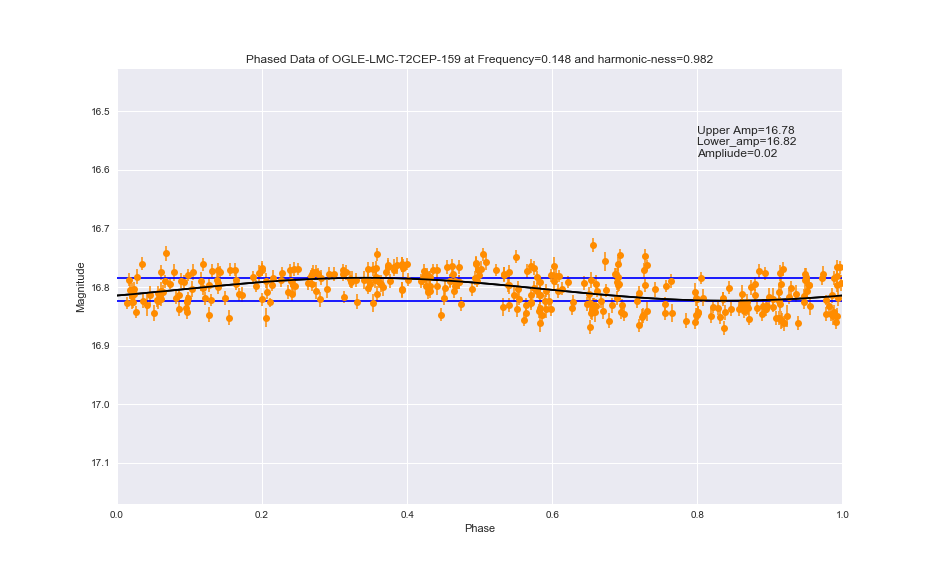 Phased Data of OGLE-LMC-T2CEP-159 at Frequency=0.148 and harmonic-ness=0.982
Upper Amp=16.78
Lower_amp=16.82
Ampliude=0.02
16.5
16.6
16.7
16.8
16.9
17.0
17.1
Magnitude
0.0 0.2 0.4 0.6 0.8 1.0
Phase